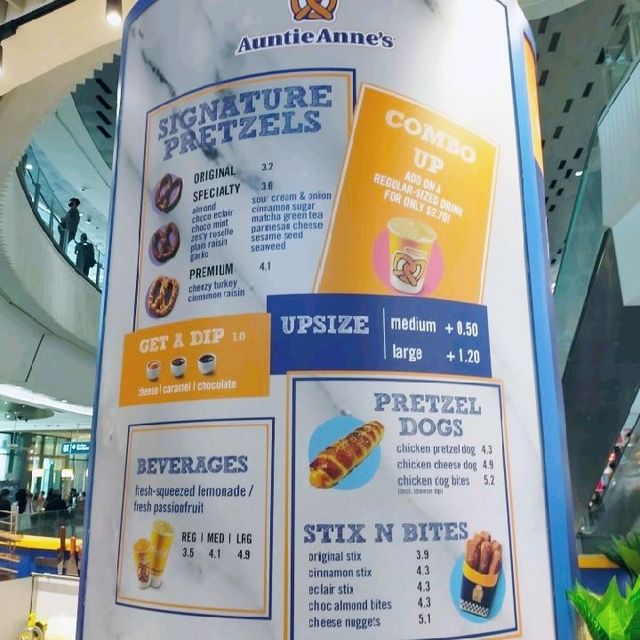 Auntie Anne's
SIGNATURE
PRETZELS
ORIGINAL 3.2
SPECIALTY 3.6
almond
choco eclair
choco mint
zesy roselle
plain raisin
garlic
sour cream & onion
cinnamon sugar
matcha green tea
parmesan cheese
sesame seed
seaweed
PREMIUM 4.1
cheezy turkey
cinnamon raisin
COMBO
UP
ADD ON A
REGULAR-SIZED DRINK
FOR ONLY $2.70!
GET A DIP 1.0
cheese | caramel | chocolate
UPSIZE
medium + 0.50
large + 1.20
BEVERAGES
fresh-squeezed lemonade /
fresh passionfruit
REG | MED | LRG
3.5 4.1 4.9
PRETZEL
DOGS
chicken pretzel dog 4.3
chicken cheese dog 4.9
chicken dog bites 5.2
(incl. cheese dip)
STIX N BITES
original stix 3.9
cinnamon stix 4.3
eclair stix 4.3
choc almond bites 4.3
cheese nuggets 5.1